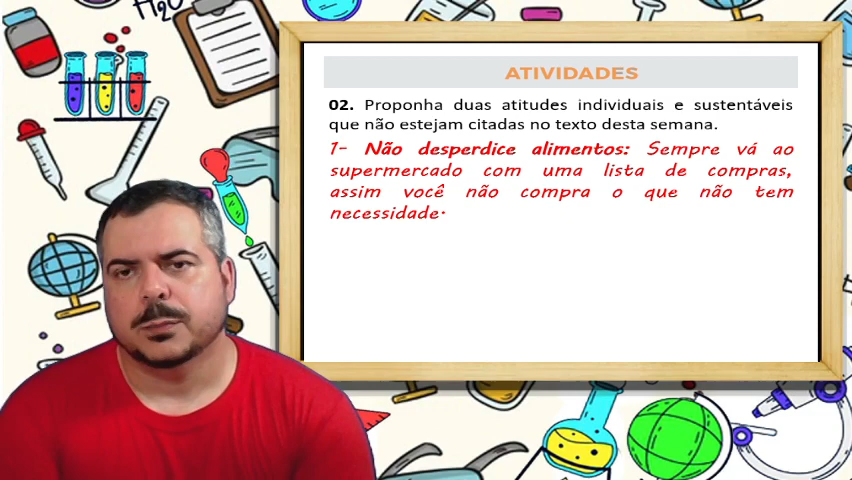 H₂O
ATIVIDADES
02. Proponha duas atitudes individuais e sustentáveis
que não estejam citadas no texto desta semana.
1- Não desperdice alimentos: Sempre vá ao
supermercado com uma lista de compras,
assim você não compra o que não tem
necessidade.